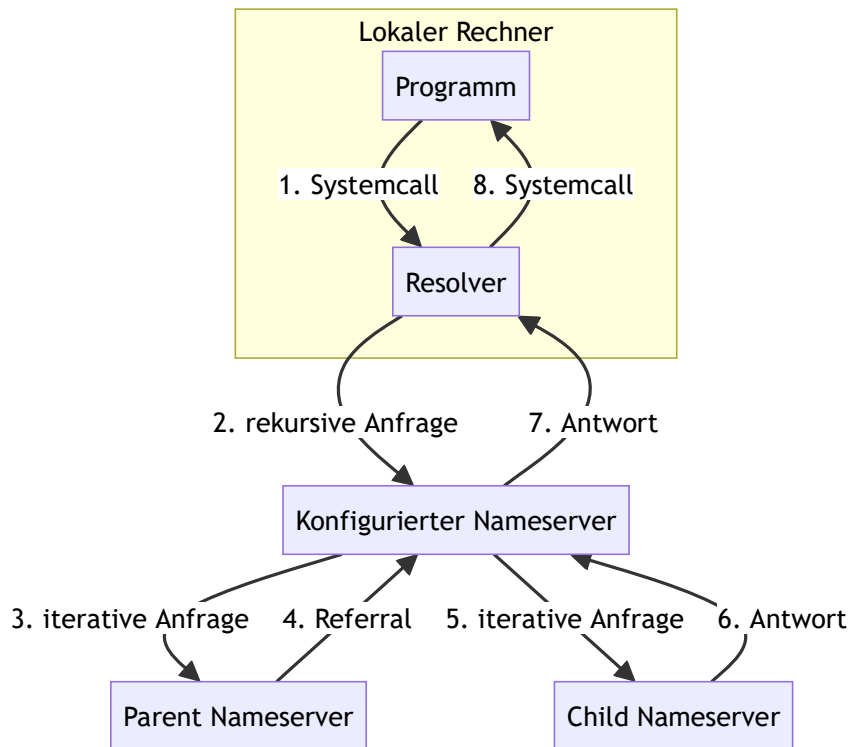 Lokaler Rechner
Programm
1. Systemcall
8. Systemcall
Resolver
2. rekursive Anfrage
7. Antwort
Konfigurierter Nameserver
3. iterative Anfrage
4. Referral
5. iterative Anfrage
6. Antwort
Parent Nameserver
Child Nameserver